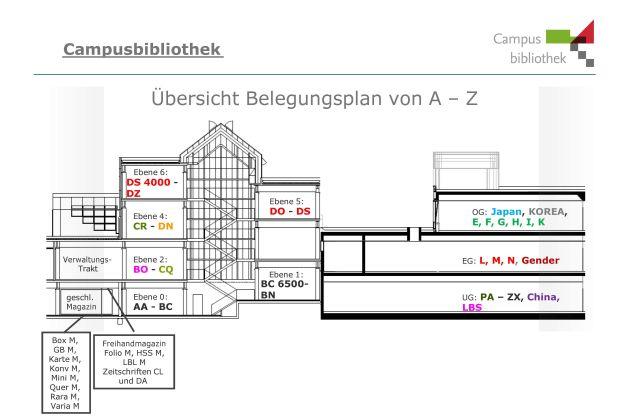 Campusbibliothek
Campus
bibliothek
Übersicht Belegungsplan von A – Z
Ebene 6:
DS 4000 -
DZ
Ebene 4:
CR - DN
Ebene 5:
DO - DS
OG: Japan, KOREA,
E, F, G, H, I, K
Verwaltungs-
Trakt
Ebene 2:
BO - CQ
EG: L, M, N, Gender
Ebene 1:
BC 6500-
BN
geschl.
Magazin
Ebene 0:
AA - BC
UG: PA – ZX, China,
LBS
Box M,
GB M,
Karte M,
Konv M,
Mini M,
Quer M,
Rara M,
Varia M
Freihandmagazin
Folio M, HSS M,
LBL M
Zeitschriften CL
und DA